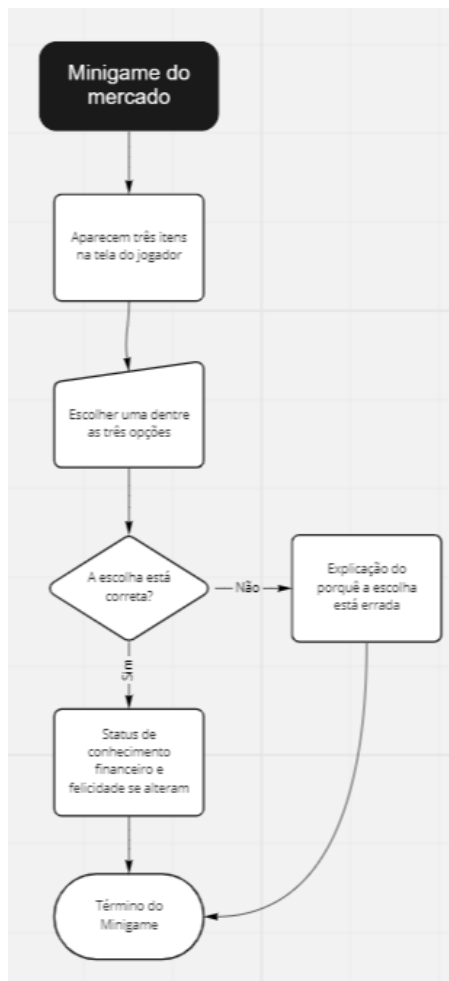 Minigame do
mercado
Aparecem três itens
na tela do jogador
Escolher uma dentre
as três opções
A escolha está
correta?
Não
Explicação do
porquê a escolha
está errada
Sim
Status de
conhecimento
financeiro e
felicidade se alteram
Término do
Minigame